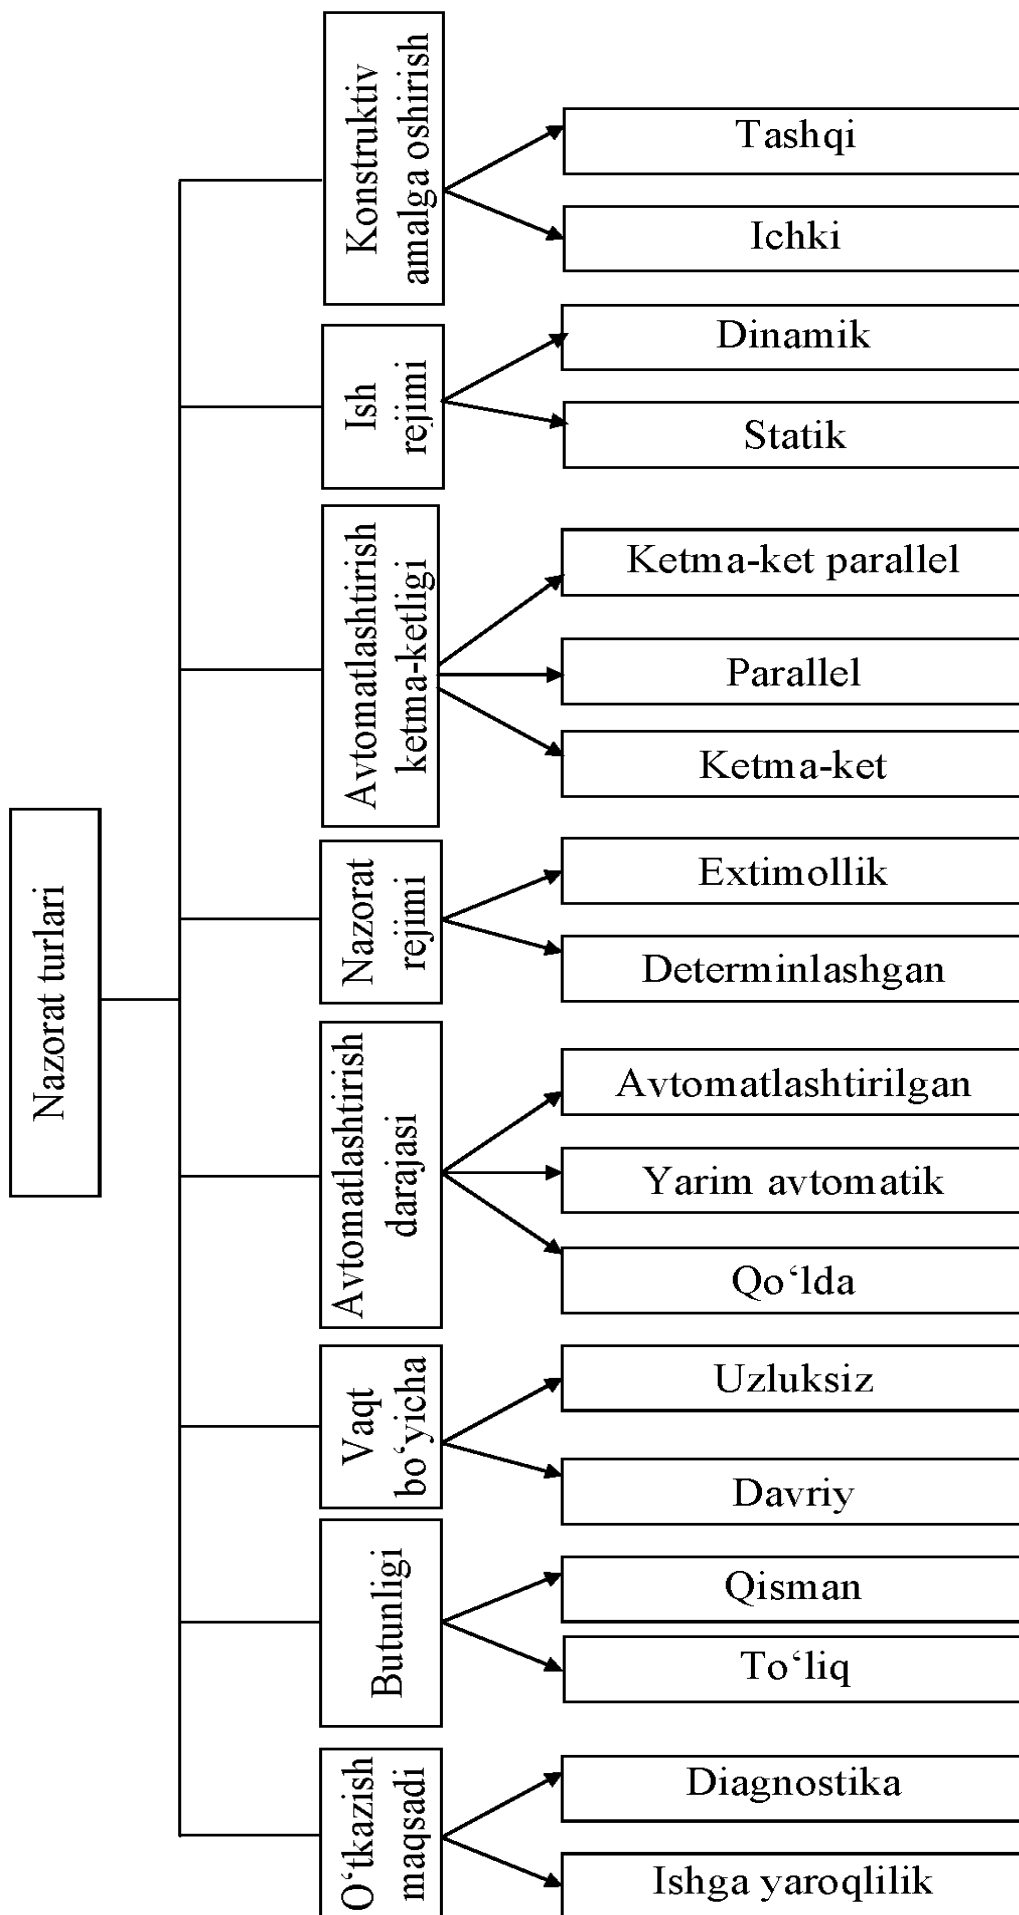 Nazorat turlari
Konstruktiv
amalga oshirish
Tashqi
Ichki
Ish
rejimi
Dinamik
Statik
Avtomatlashtirish
ketma-ketligi
Ketma-ket parallel
Parallel
Ketma-ket
Nazorat
rejimi
Extimollik
Determinlashgan
Avtomatlashtirish
darajasi
Avtomatlashtirilgan
Yarim avtomatik
Qo‘lda
Vaqt
bo‘yicha
Uzluksiz
Davriy
Butunligi
Qisman
To‘liq
O‘tkazish
maqsadi
Diagnostika
Ishga yaroqlilik